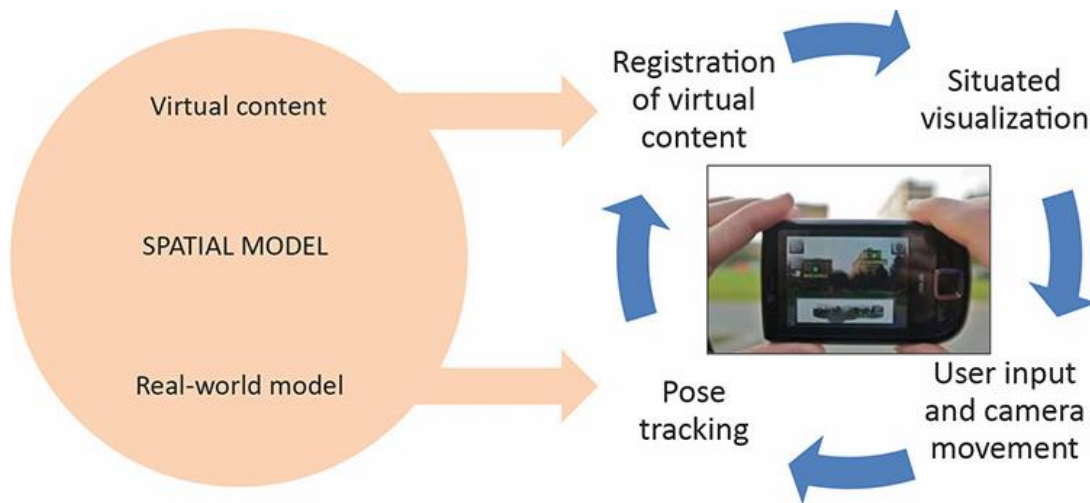 Virtual content
SPATIAL MODEL
Real-world model
Registration
of virtual
content
Situated
visualization
User input
and camera
movement
Pose
tracking